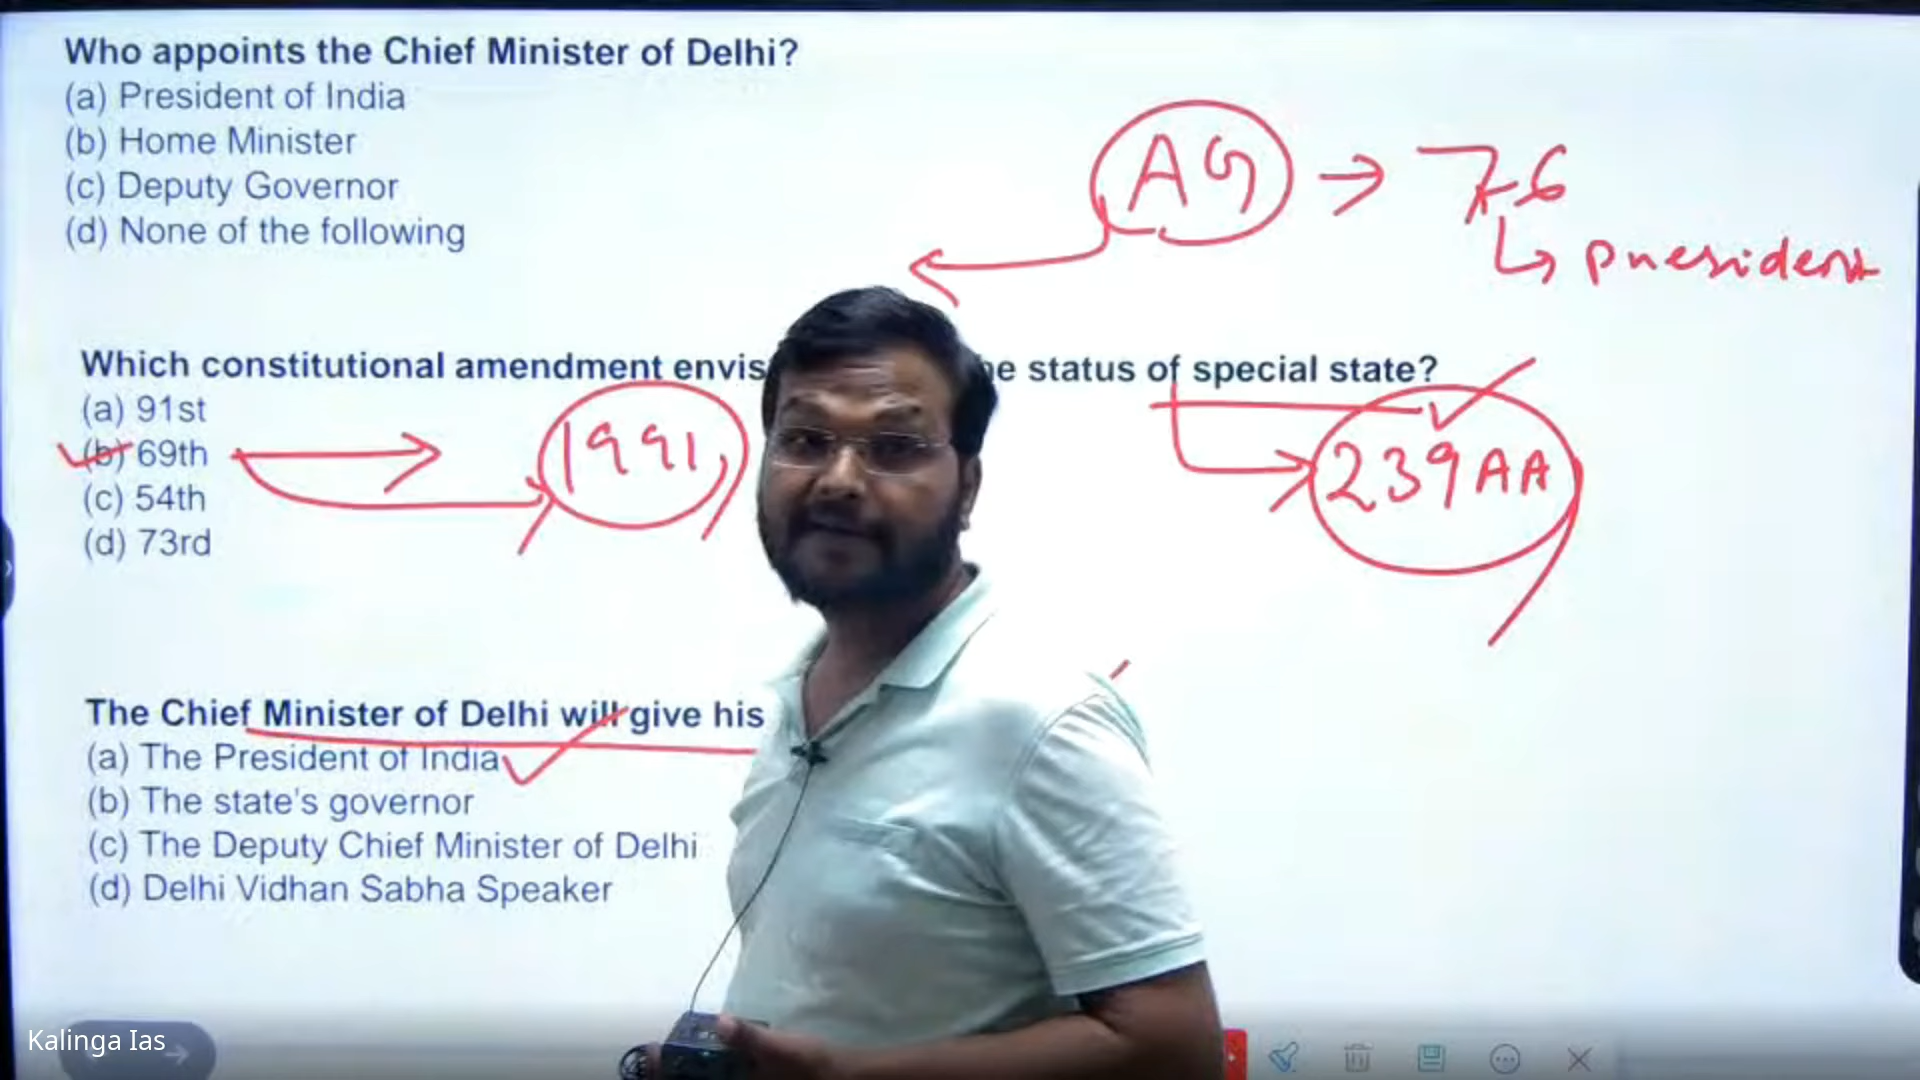 Who appoints the Chief Minister of Delhi?
(a) President of India
(b) Home Minister
(c) Deputy Governor
(d) None of the following
AG → 76
president
Which constitutional amendment envis he status of special state?
(a) 91st
(b) 69th
(c) 54th
(d) 73rd
1991
239AA
The Chief Minister of Delhi will give his
(a) The President of India
(b) The state's governor
(c) The Deputy Chief Minister of Delhi
(d) Delhi Vidhan Sabha Speaker
Kalinga Ias